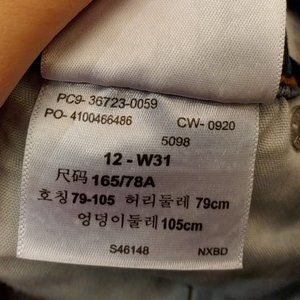 PC9- 36723-0059
PO- 4100466486 CW- 0920
5098
12 - W31
尺码 165/78A
호칭 79-105 허리둘레 79cm
엉덩이둘레 105cm
S46148 NXBD